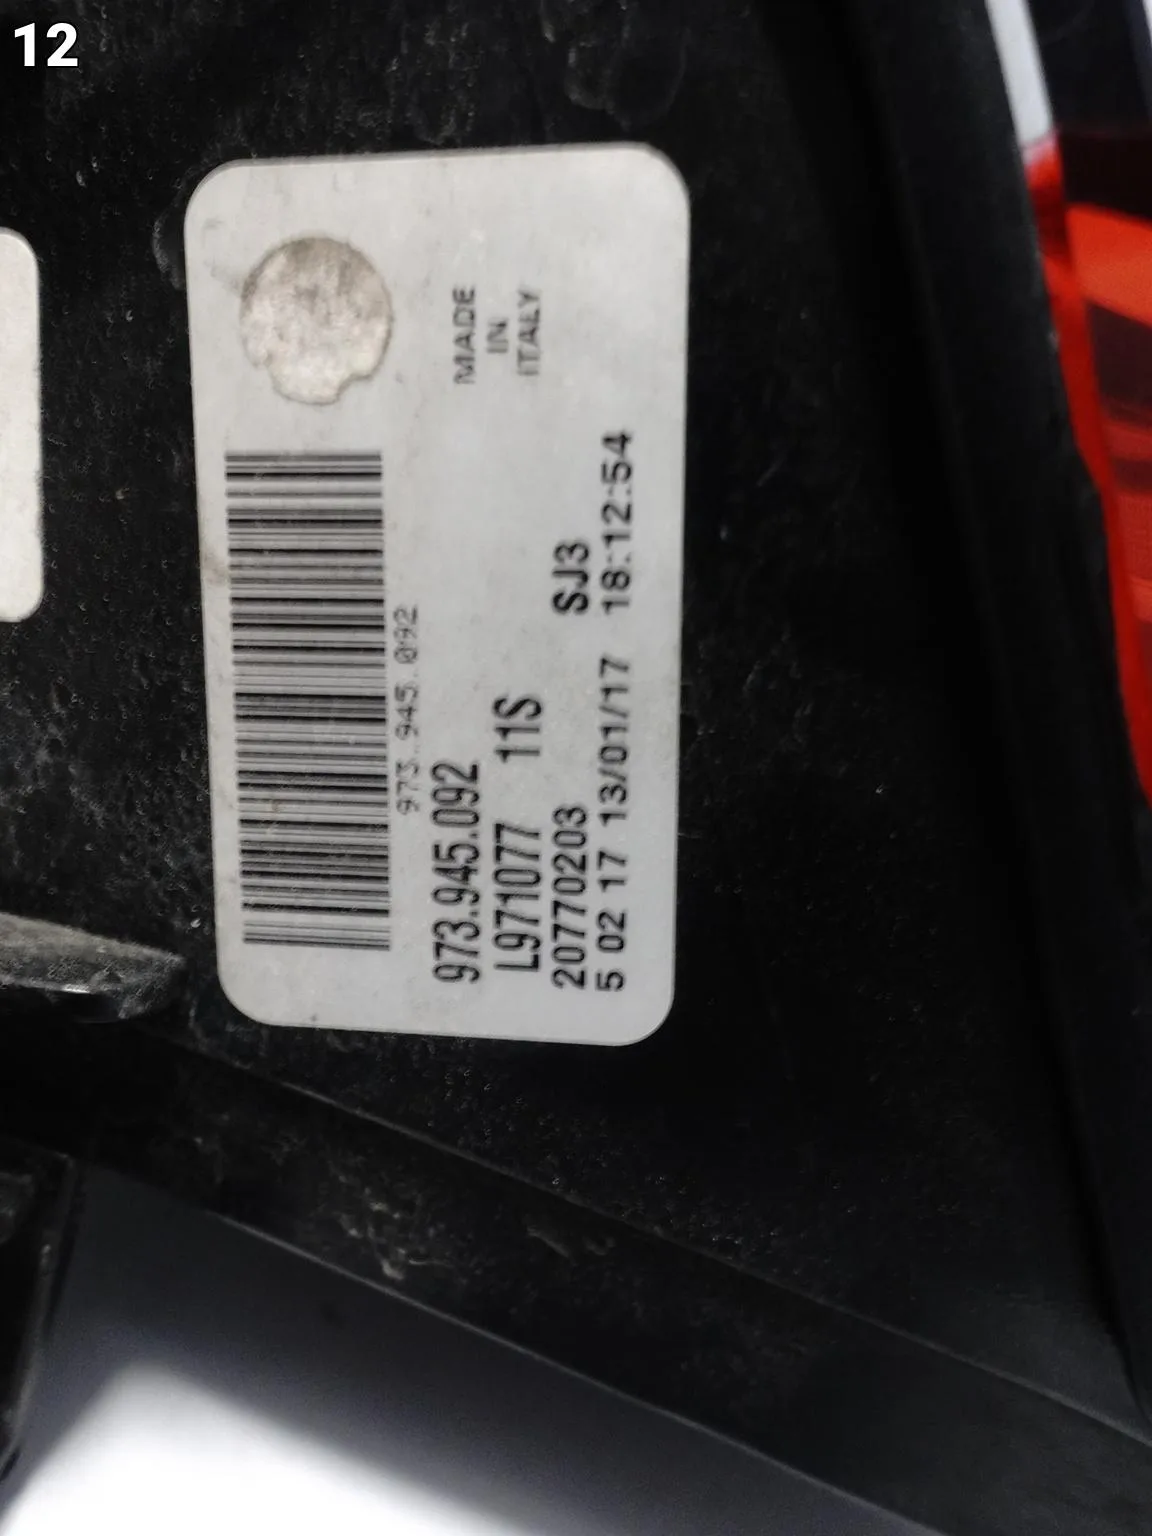 12
MADE
IN
ITALY
973.945.092
973.945.092
L971077 11S
20770203 SJ3
5 02 17 13/01/17 18:12:54